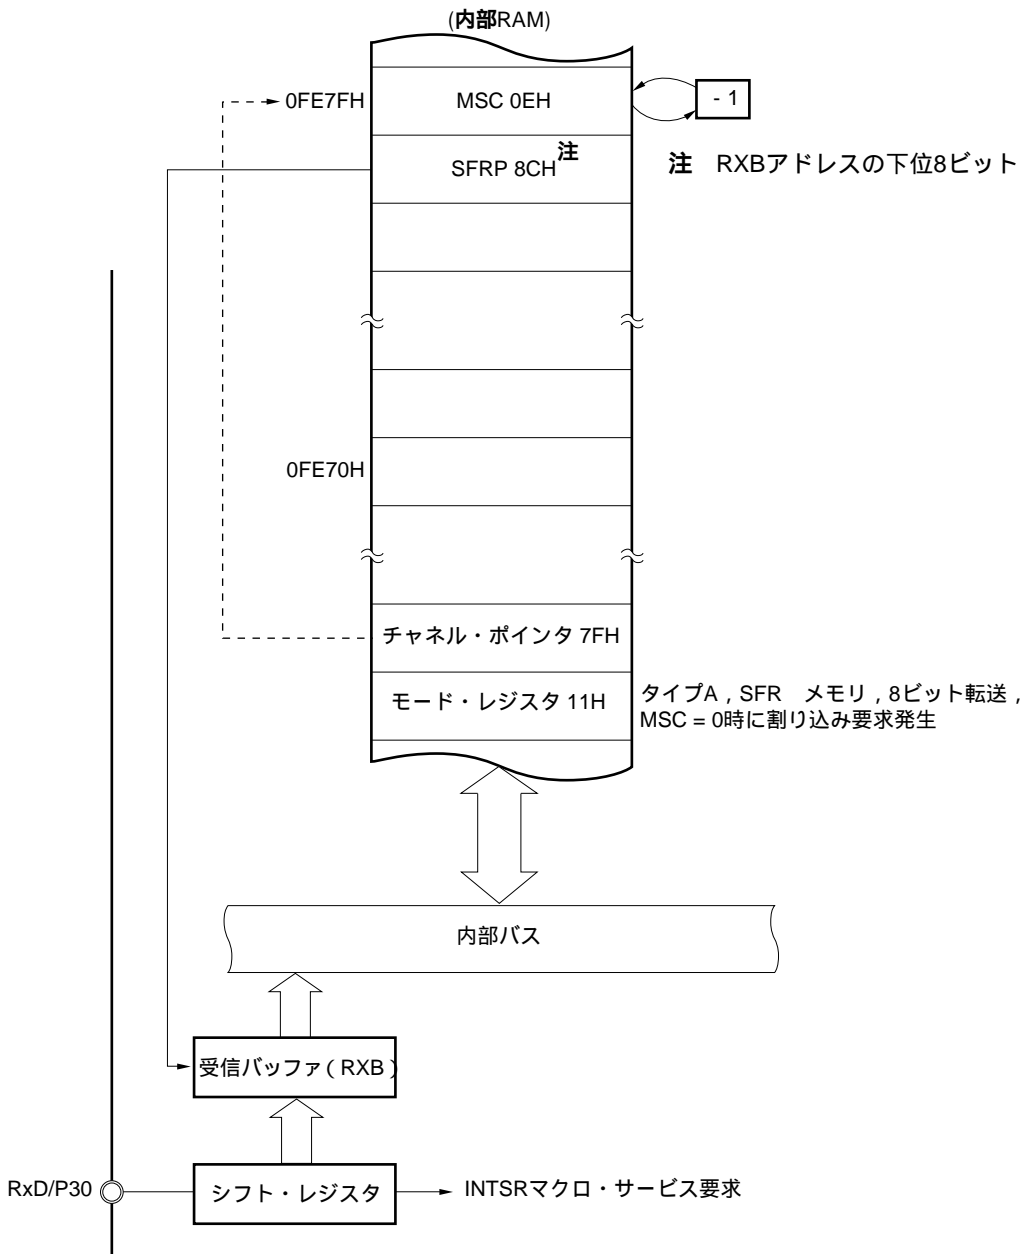 (内部RAM)
0FE7FH
MSC 0EH
- 1
SFRP 8CH注
注 RXBアドレスの下位8ビット
0FE70H
チャネル・ポインタ 7FH
モード・レジスタ 11H
タイプA , SFR メモリ , 8ビット転送 ,
MSC = 0時に割り込み要求発生
内部バス
受信バッファ ( RXB )
RxD/P30
シフト・レジスタ
INTSRマクロ・サービス要求